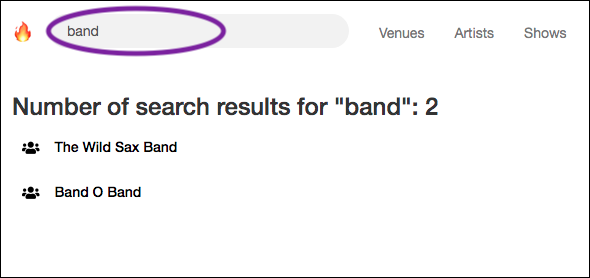 band
Venues
Artists
Shows
Number of search results for "band": 2
The Wild Sax Band
Band O Band